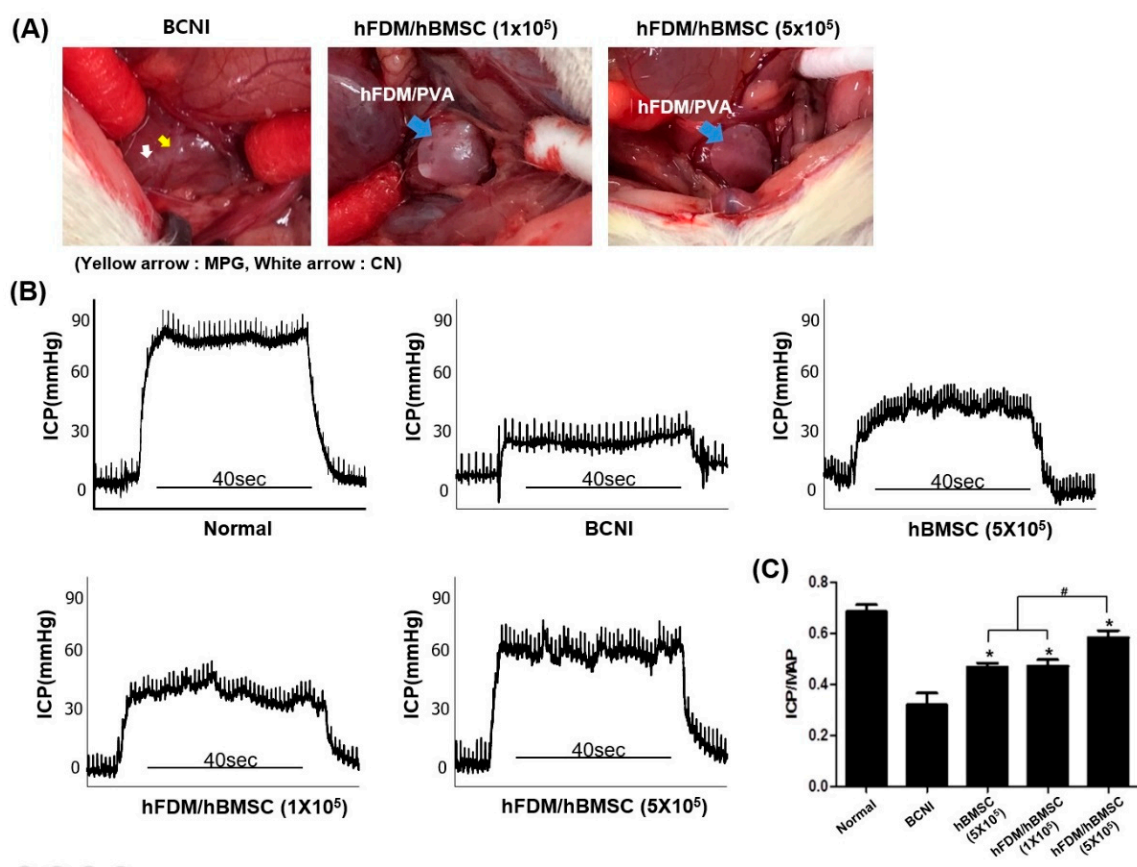 (A)
BCNI
hFDM/hBMSC (1x10⁵)
hFDM/hBMSC (5x10⁵)
hFDM/PVA
hFDM/PVA
(Yellow arrow : MPG, White arrow : CN)
(B)
ICP(mmHg)
90
60
30
0
40sec
Normal
ICP(mmHg)
90
60
30
0
40sec
BCNI
ICP(mmHg)
90
60
30
0
40sec
hBMSC (5X10⁵)
ICP(mmHg)
90
60
30
0
40sec
hFDM/hBMSC (1X10⁵)
ICP(mmHg)
90
60
30
0
40sec
hFDM/hBMSC (5X10⁵)
(C)
ICP/MAP
0.8
0.6
0.4
0.2
0.0
*
*
#
*
Normal
BCNI
hBMSC
(5X10⁵)
hFDM/hBMSC
(1X10⁵)
hFDM/hBMSC
(5X10⁵)